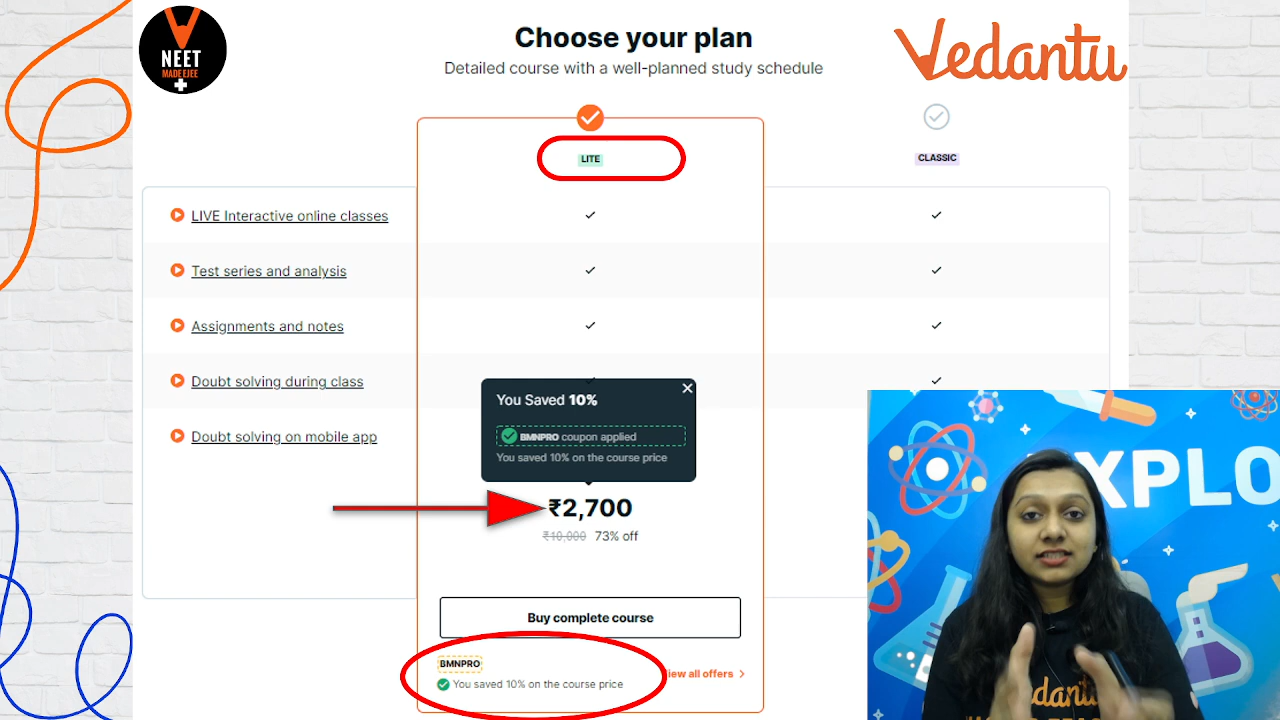 NEET
MADE EJEE
Choose your plan
Detailed course with a well-planned study schedule
Vedantu
LITE
CLASSIC
LIVE Interactive online classes
Test series and analysis
Assignments and notes
Doubt solving during class
Doubt solving on mobile app
You Saved 10%
BMNPRO coupon applied
You saved 10% on the course price
₹2,700
₹10,000 73% off
Buy complete course
BMNPRO
You saved 10% on the course price
iew all offers
XPLO
edantu